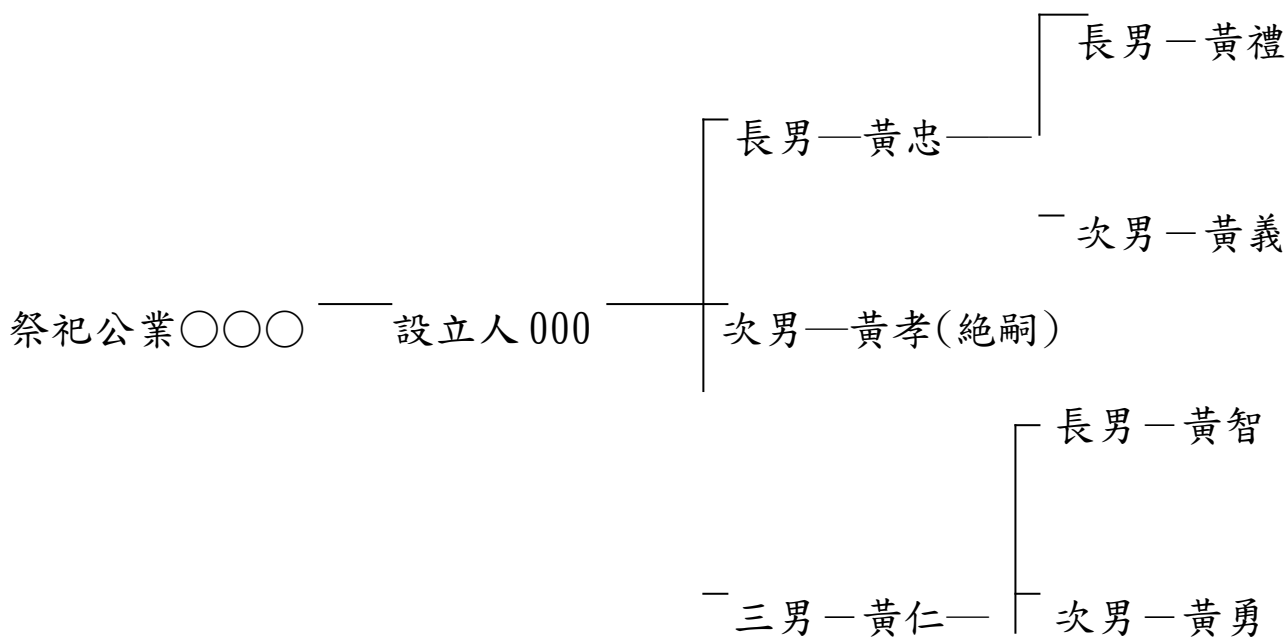 長男－黃禮
長男—黃忠——
次男－黃義
祭祀公業○○○ ——設立人000 次男—黃孝(絶嗣)
長男－黃智
三男－黃仁— 次男－黃勇